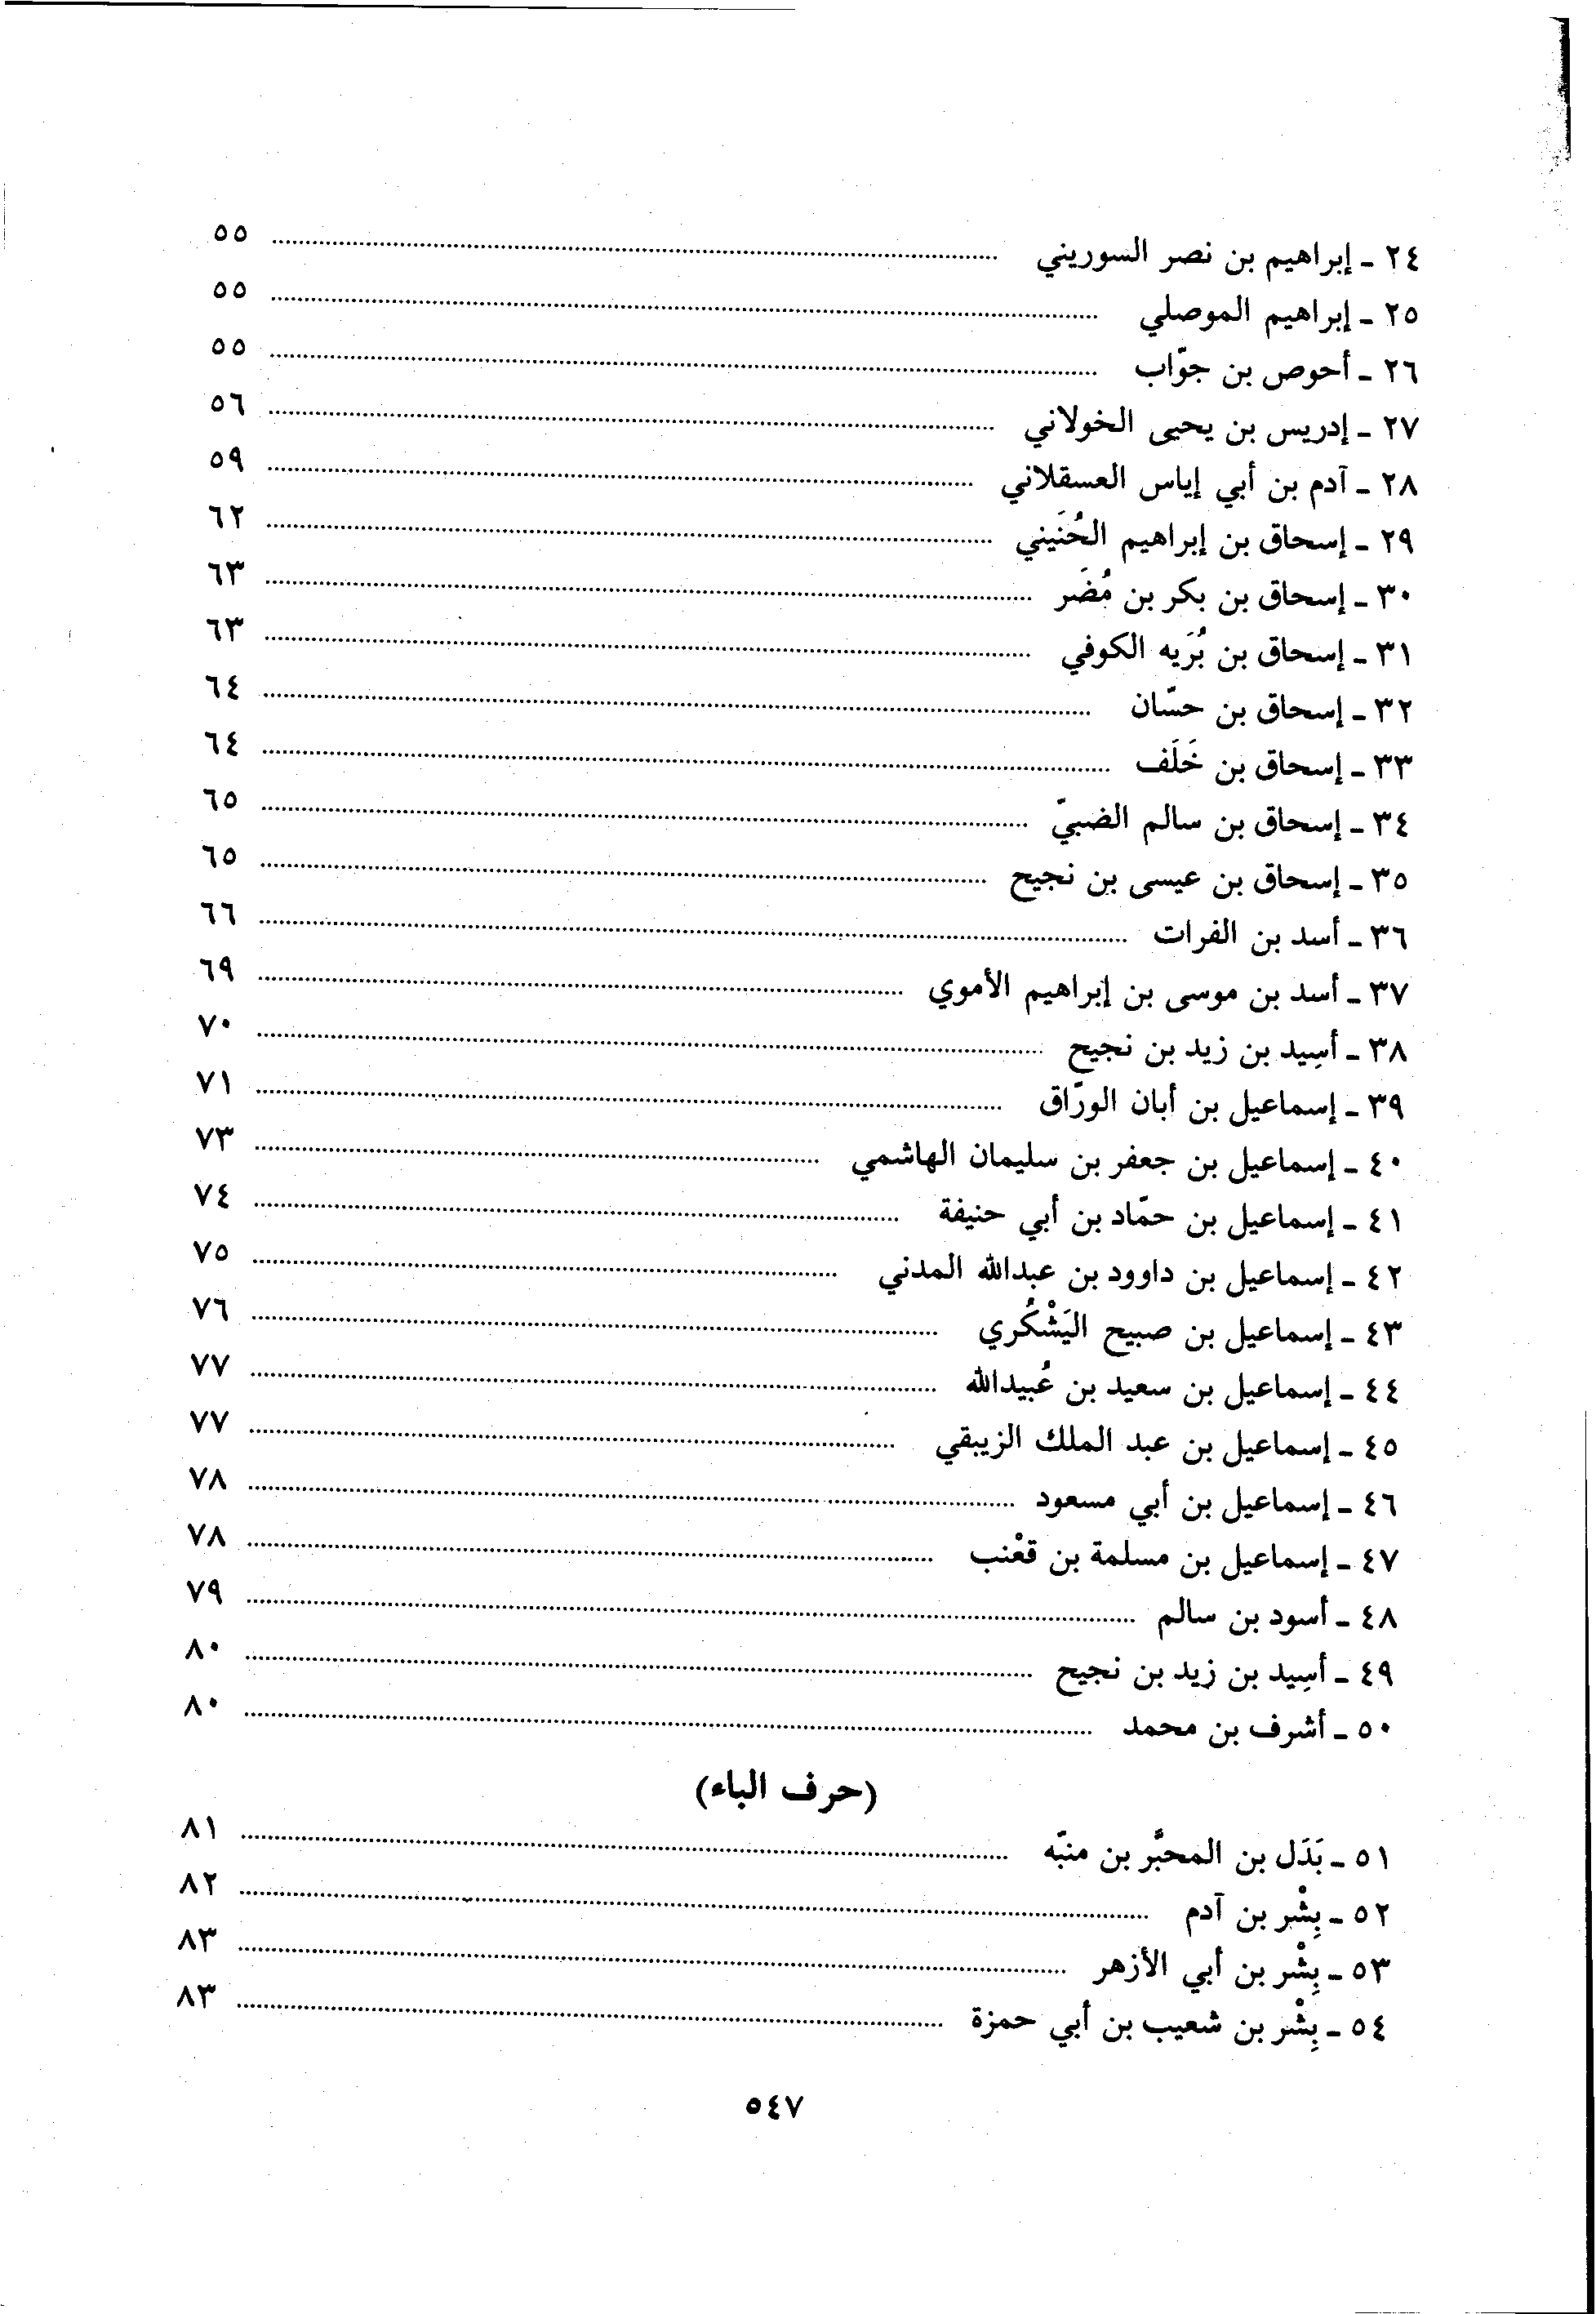 ٢٤ - إبراهيم بن نصر السوريني ........ ٥٥
٢٥ - إبراهيم الموصلي ........ ٥٥
٢٦ - أحوص بن جوّاب ........ ٥٥
٢٧ - إدريس بن يحيى الخولاني ........ ٥٦
٢٨ - آدم بن أبي إياس العسقلاني ........ ٥٩
٢٩ - إسحاق بن إبراهيم الحُنَيني ........ ٦٢
٣٠ - إسحاق بن بكر بن مُضَر ........ ٦٣
٣١ - إسحاق بن بُرَيه الكوفي ........ ٦٣
٣٢ - إسحاق بن حسّان ........ ٦٤
٣٣ - إسحاق بن خَلَف ........ ٦٤
٣٤ - إسحاق بن سالم الضبيّ ........ ٦٥
٣٥ - إسحاق بن عيسى بن نجيح ........ ٦٥
٣٦ - أسد بن الفرات ........ ٦٦
٣٧ - أسد بن موسى بن إبراهيم الأموي ........ ٦٩
٣٨ - أسِيد بن زيد بن نجيح ........ ٧٠
٣٩ - إسماعيل بن أبان الورّاق ........ ٧١
٤٠ - إسماعيل بن جعفر بن سليمان الهاشمي ........ ٧٣
٤١ - إسماعيل بن حمّاد بن أبي حنيفة ........ ٧٤
٤٢ - إسماعيل بن داوود بن عبدالله المدني ........ ٧٥
٤٣ - إسماعيل بن صبيح اليَشْكُري ........ ٧٦
٤٤ - إسماعيل بن سعيد بن عُبيدالله ........ ٧٧
٤٥ - إسماعيل بن عبد الملك الزيبقي ........ ٧٧
٤٦ - إسماعيل بن أبي مسعود ........ ٧٨
٤٧ - إسماعيل بن مسلمة بن قعْنب ........ ٧٨
٤٨ - أسود بن سالم ........ ٧٩
٤٩ - أسِيد بن زيد بن نجيح ........ ٨٠
٥٠ - أشرف بن محمد ........ ٨٠
(حرف الباء)
٥١ - بَدَل بن المحبَّر بن منبّه ........ ٨١
٥٢ - بِشْر بن آدم ........ ٨٢
٥٣ - بِشْر بن أبي الأزهر ........ ٨٣
٥٤ - بِشْر بن شعيب بن أبي حمزة ........ ٨٣
٥٤٧